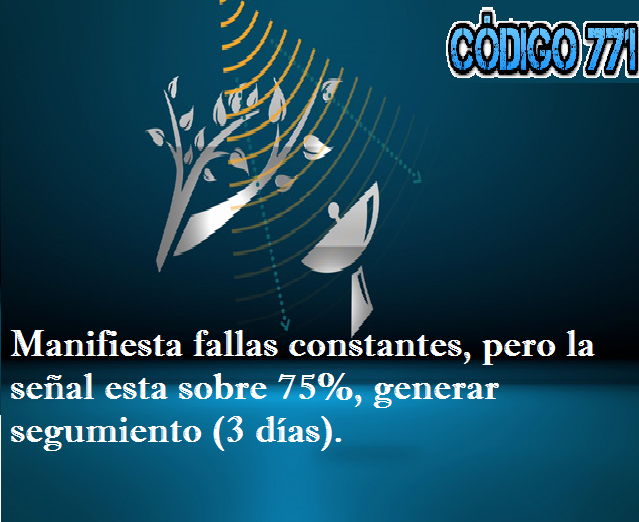 CÓDIGO 771
Manifiesta fallas constantes, pero la
señal esta sobre 75%, generar
segumiento (3 días).